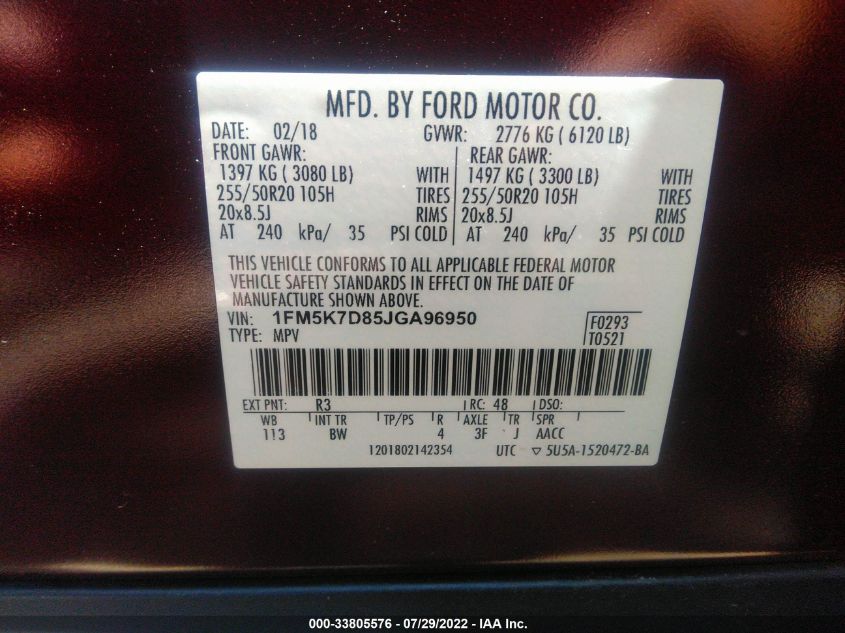 MFD. BY FORD MOTOR CO.
DATE: 02/18 GVWR: 2776 KG ( 6120 LB)
FRONT GAWR: REAR GAWR:
1397 KG ( 3080 LB) WITH 1497 KG ( 3300 LB) WITH
255/50R20 105H TIRES 255/50R20 105H TIRES
20x8.5J RIMS 20x8.5J RIMS
AT 240 kPa/ 35 PSI COLD AT 240 kPa/ 35 PSI COLD
THIS VEHICLE CONFORMS TO ALL APPLICABLE FEDERAL MOTOR
VEHICLE SAFETY STANDARDS IN EFFECT ON THE DATE OF
MANUFACTURE SHOWN ABOVE.
VIN: 1FM5K7D85JGA96950 F0293
TYPE: MPV T0521
EXT PNT: R3 RC: 48 DSO:
WB INT TR TP/PS R AXLE TR SPR
113 BW 4 3F J AACC
1201802142354 UTC ▽ 5U5A-1520472-BA
000-33805576 - 07/29/2022 - IAA Inc.